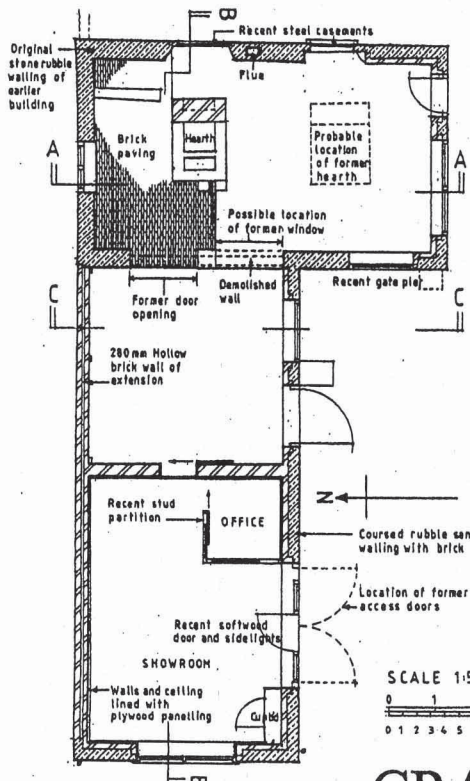 B
Recent steel casements
Original
stone rubble
walling of
earlier
building
Flue
Brick
paving
Hearth
Probable
location
of former
hearth
A
A
Possible location
of former window
Former door
opening
Demolished
wall
Recent gate pier
C
C
280mm Hollow
brick wall of
extension
N
Recent stud
partition
OFFICE
Coursed rubble san
walling with brick
Location of former
access doors
Recent softwood
door and sidelights
SHOWROOM
Walls and ceiling
lined with
plywood panelling
Cupbd
SCALE 1:5
0 1
0 1 2 3 4 5